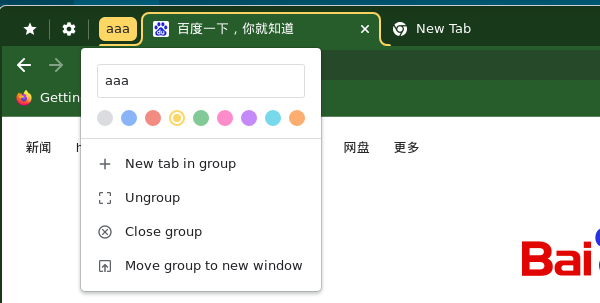 aaa 百度一下，你就知道 New Tab
aaa
Gettin
新闻 网盘 更多
New tab in group
Ungroup
Close group
Move group to new window
Bai